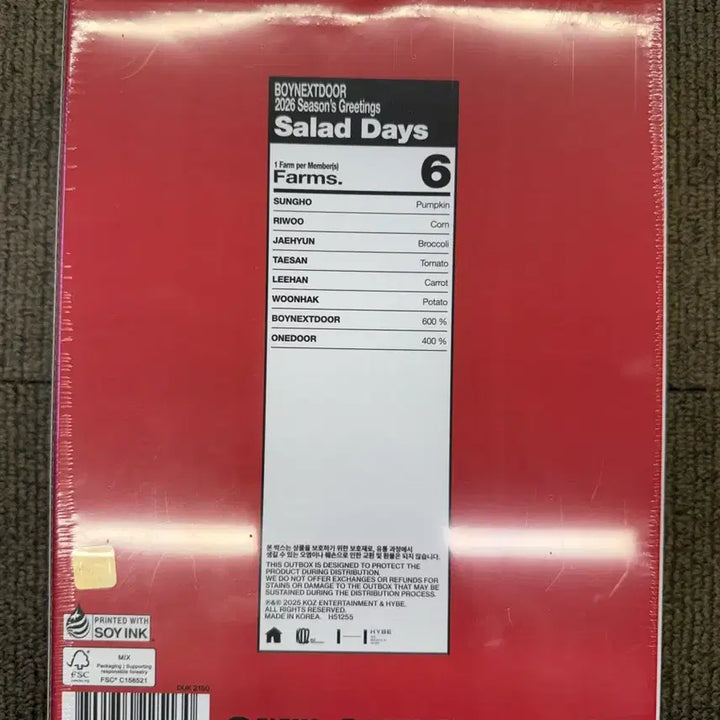 BOYNEXTDOOR
2026 Season's Greetings
Salad Days
1 Farm per Member(s)
Farms. 6
SUNGHO Pumpkin
RIWOO Corn
JAEHYUN Broccoli
TAESAN Tomato
LEEHAN Carrot
WOONHAK Potato
BOYNEXTDOOR 600 %
ONEDOOR 400 %
본 박스는 상품을 보호하기 위한 보호재로, 유통 과정에서
생길 수 있는 오염이나 훼손으로 인한 교환 및 환불은 되지 않습니다.
THIS OUTBOX IS DESIGNED TO PROTECT THE
PRODUCT DURING DISTRIBUTION.
WE DO NOT OFFER EXCHANGES OR REFUNDS FOR
STAINS OR DAMAGE TO THE OUTBOX THAT MAY BE
SUSTAINED DURING THE DISTRIBUTION PROCESS.
℗&© 2025 KOZ ENTERTAINMENT & HYBE.
ALL RIGHTS RESERVED.
MADE IN KOREA. H51255
KOZ
HYBE
PRINTED WITH
SOY INK
FSC
MIX
Packaging | Supporting
responsible forestry
FSC® C156521